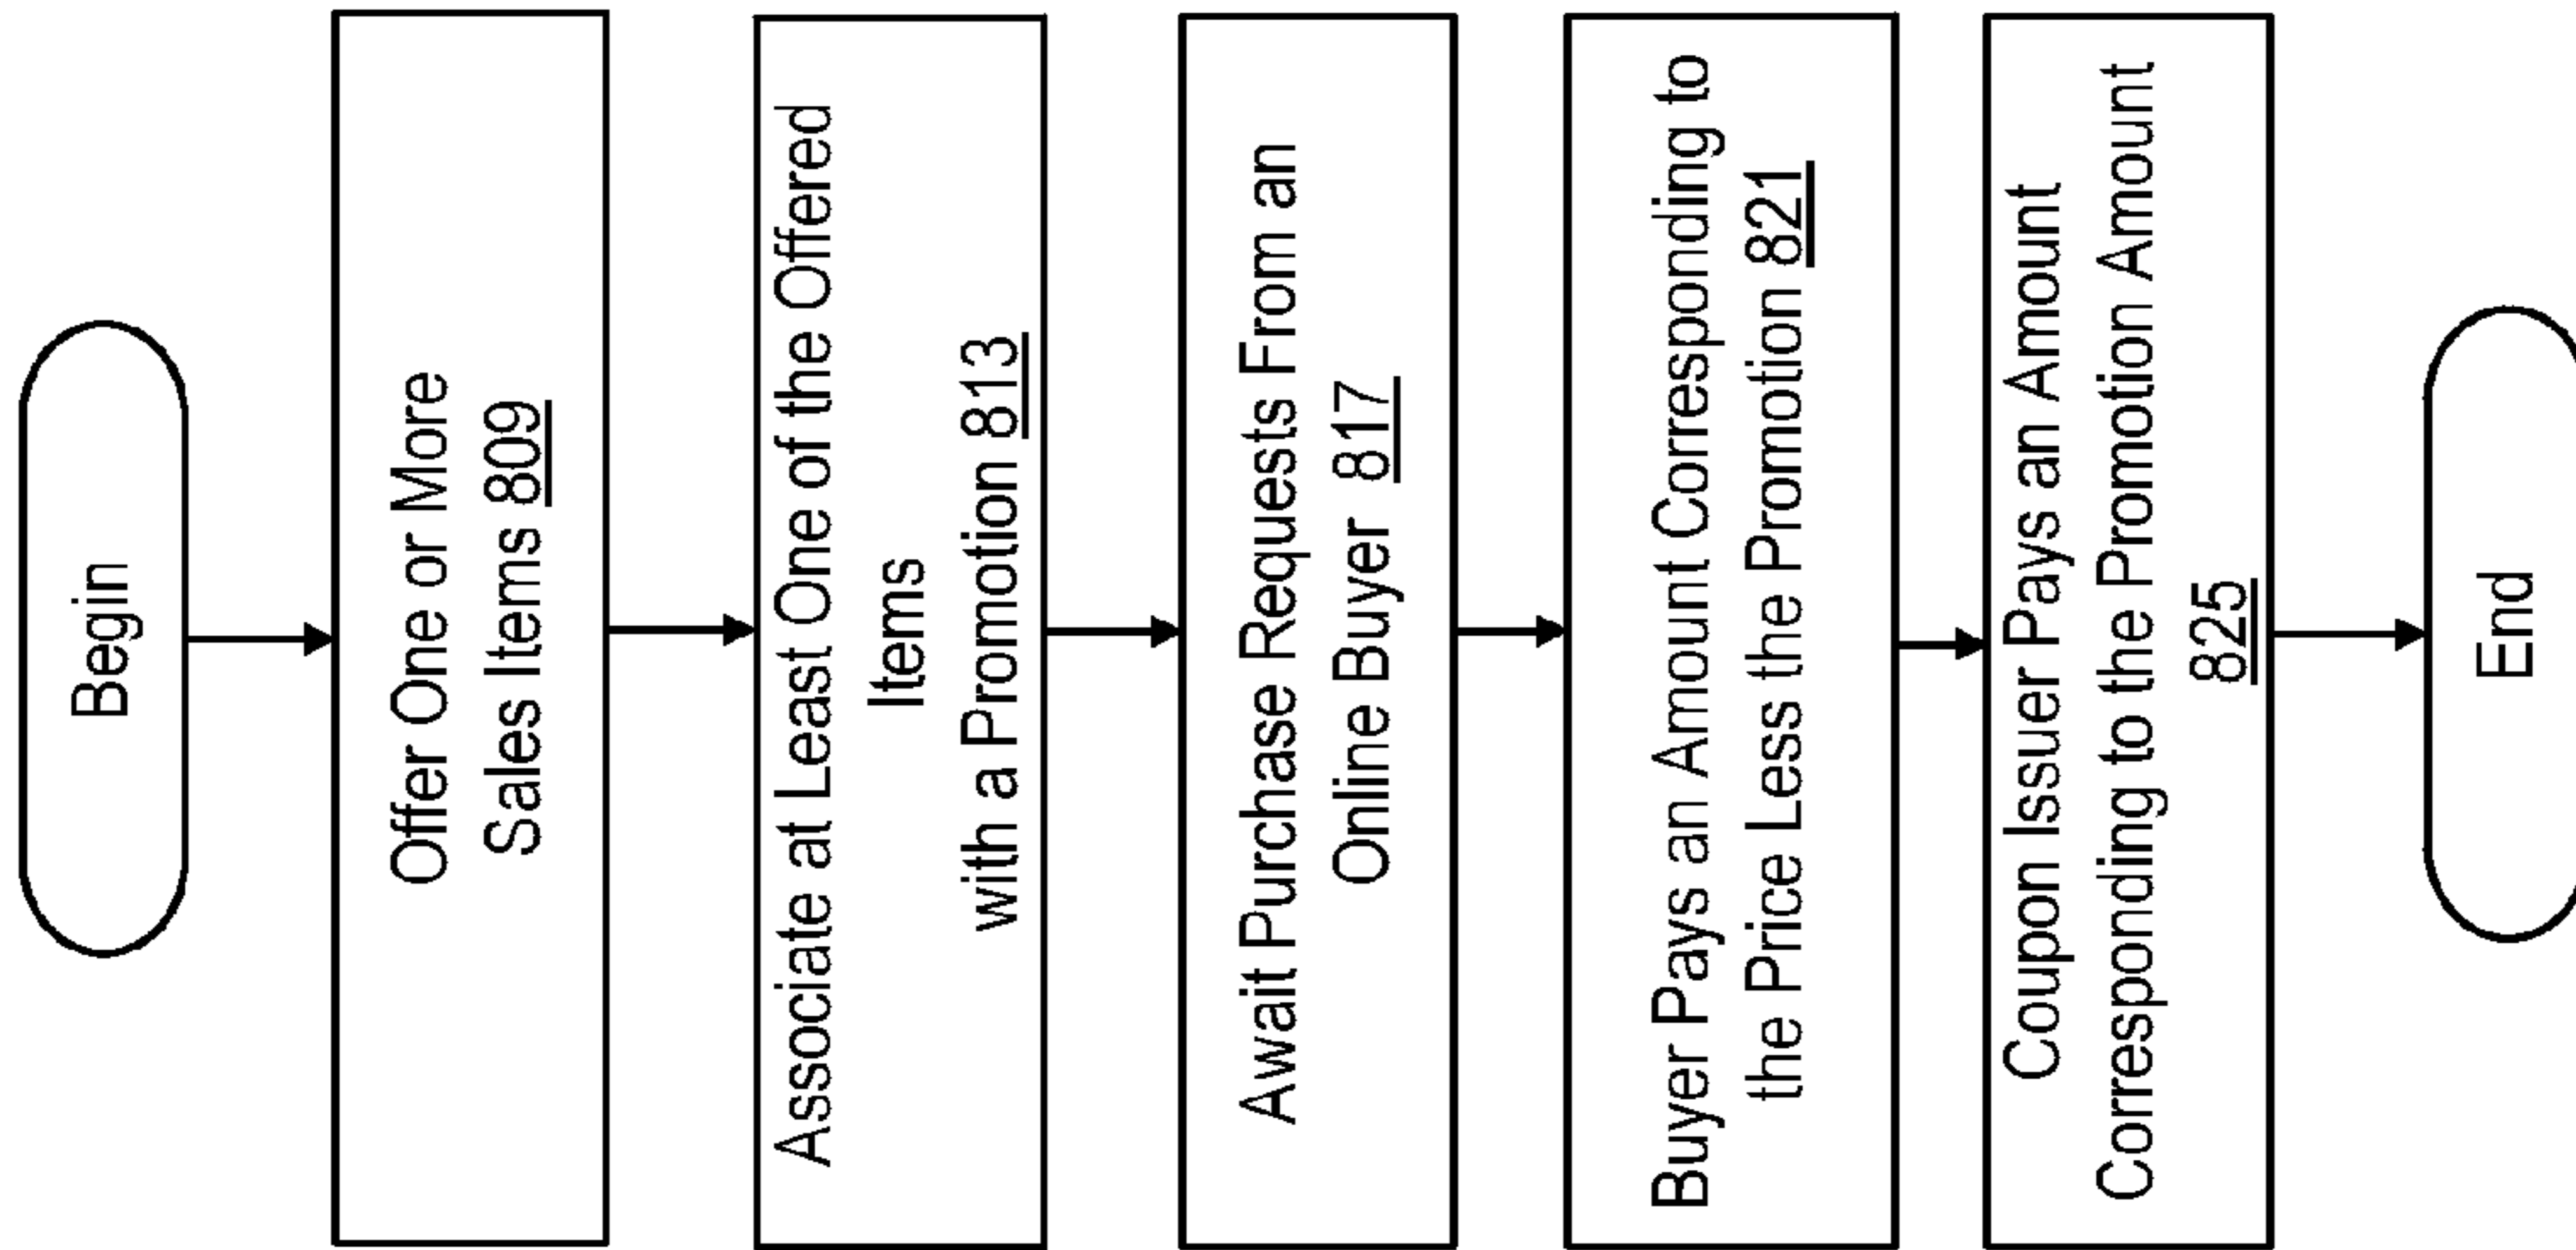 Begin
Offer One or More
Sales Items 809
Associate at Least One of the Offered
Items
with a Promotion 813
Await Purchase Requests From an
Online Buyer 817
Buyer Pays an Amount Corresponding to
the Price Less the Promotion 821
Coupon Issuer Pays an Amount
Corresponding to the Promotion Amount
825
End